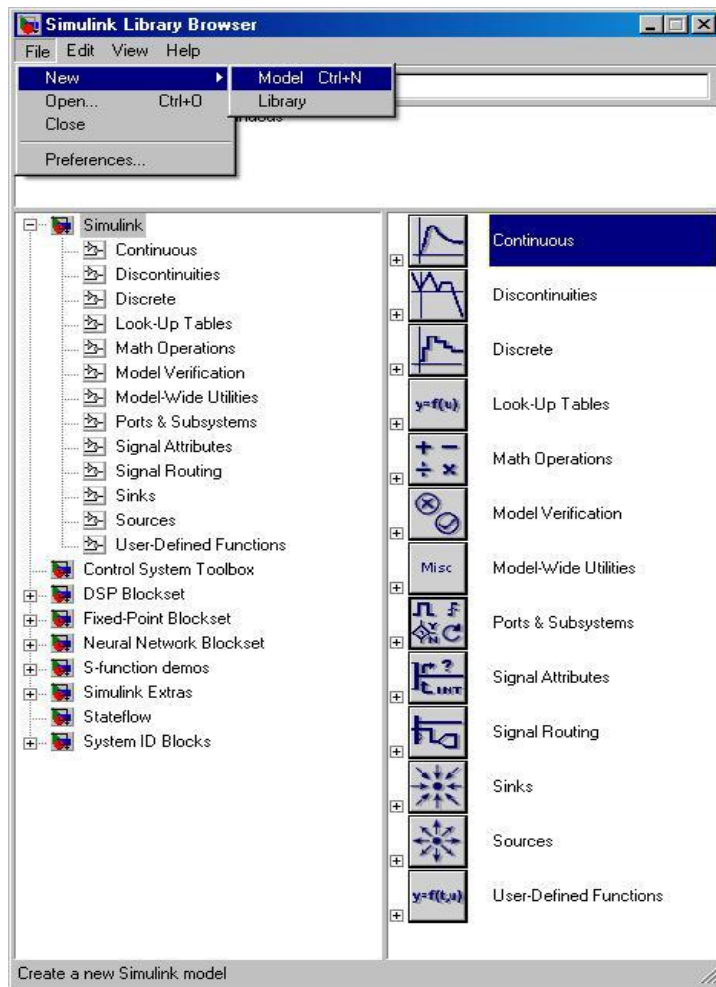 Simulink Library Browser
File Edit View Help
New
Model Ctrl+N
Open... Ctrl+O
Library
Close
Preferences...
Simulink
Continuous
Discontinuities
Discrete
Look-Up Tables
Math Operations
Model Verification
Model-Wide Utilities
Ports & Subsystems
Signal Attributes
Signal Routing
Sinks
Sources
User-Defined Functions
Control System Toolbox
DSP Blockset
Fixed-Point Blockset
Neural Network Blockset
S-function demos
Simulink Extras
Stateflow
System ID Blocks
Continuous
Discontinuities
Discrete
y=f(u) Look-Up Tables
Math Operations
Model Verification
Misc Model-Wide Utilities
Y
N
Ports & Subsystems
?
INT
Signal Attributes
Signal Routing
Sinks
Sources
y=f(t,u) User-Defined Functions
Create a new Simulink model